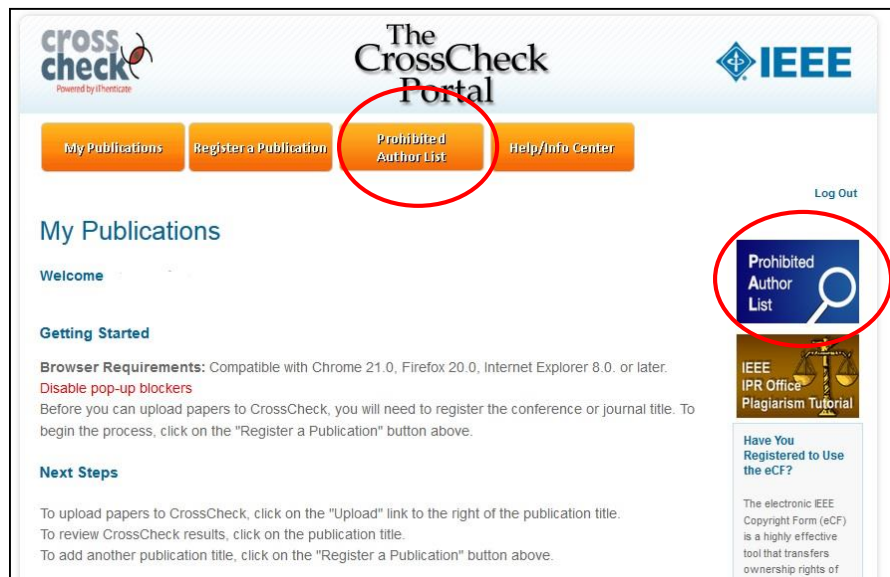 cross
check
Powered by iThenticate
The
CrossCheck
Portal
IEEE
My Publications
Register a Publication
Prohibited
Author List
Help/Info Center
Log Out
My Publications
Welcome
Getting Started
Browser Requirements: Compatible with Chrome 21.0, Firefox 20.0, Internet Explorer 8.0. or later.
Disable pop-up blockers
Before you can upload papers to CrossCheck, you will need to register the conference or journal title. To
begin the process, click on the "Register a Publication" button above.
Next Steps
To upload papers to CrossCheck, click on the "Upload" link to the right of the publication title.
To review CrossCheck results, click on the publication title.
To add another publication title, click on the "Register a Publication" button above.
Prohibited
Author
List
IEEE
IPR Office
Plagiarism Tutorial
Have You
Registered to Use
the eCF?
The electronic IEEE
Copyright Form (eCF)
is a highly effective
tool that transfers
ownership rights of